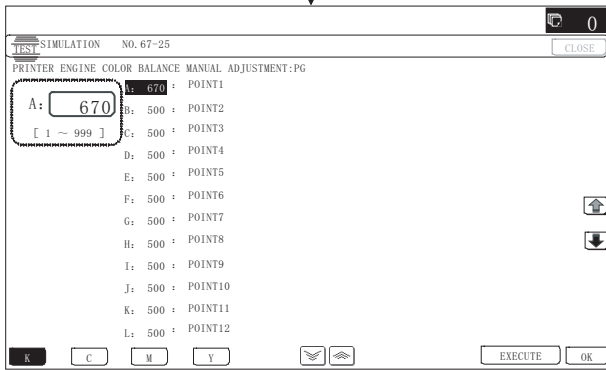 0
TEST SIMULATION NO.67-25
CLOSE
PRINTER ENGINE COLOR BALANCE MANUAL ADJUSTMENT:PG
A: 670
[ 1 ~ 999 ]
A: 670 : POINT1
B: 500 : POINT2
C: 500 : POINT3
D: 500 : POINT4
E: 500 : POINT5
F: 500 : POINT6
G: 500 : POINT7
H: 500 : POINT8
I: 500 : POINT9
J: 500 : POINT10
K: 500 : POINT11
L: 500 : POINT12
K C M Y EXECUTE OK